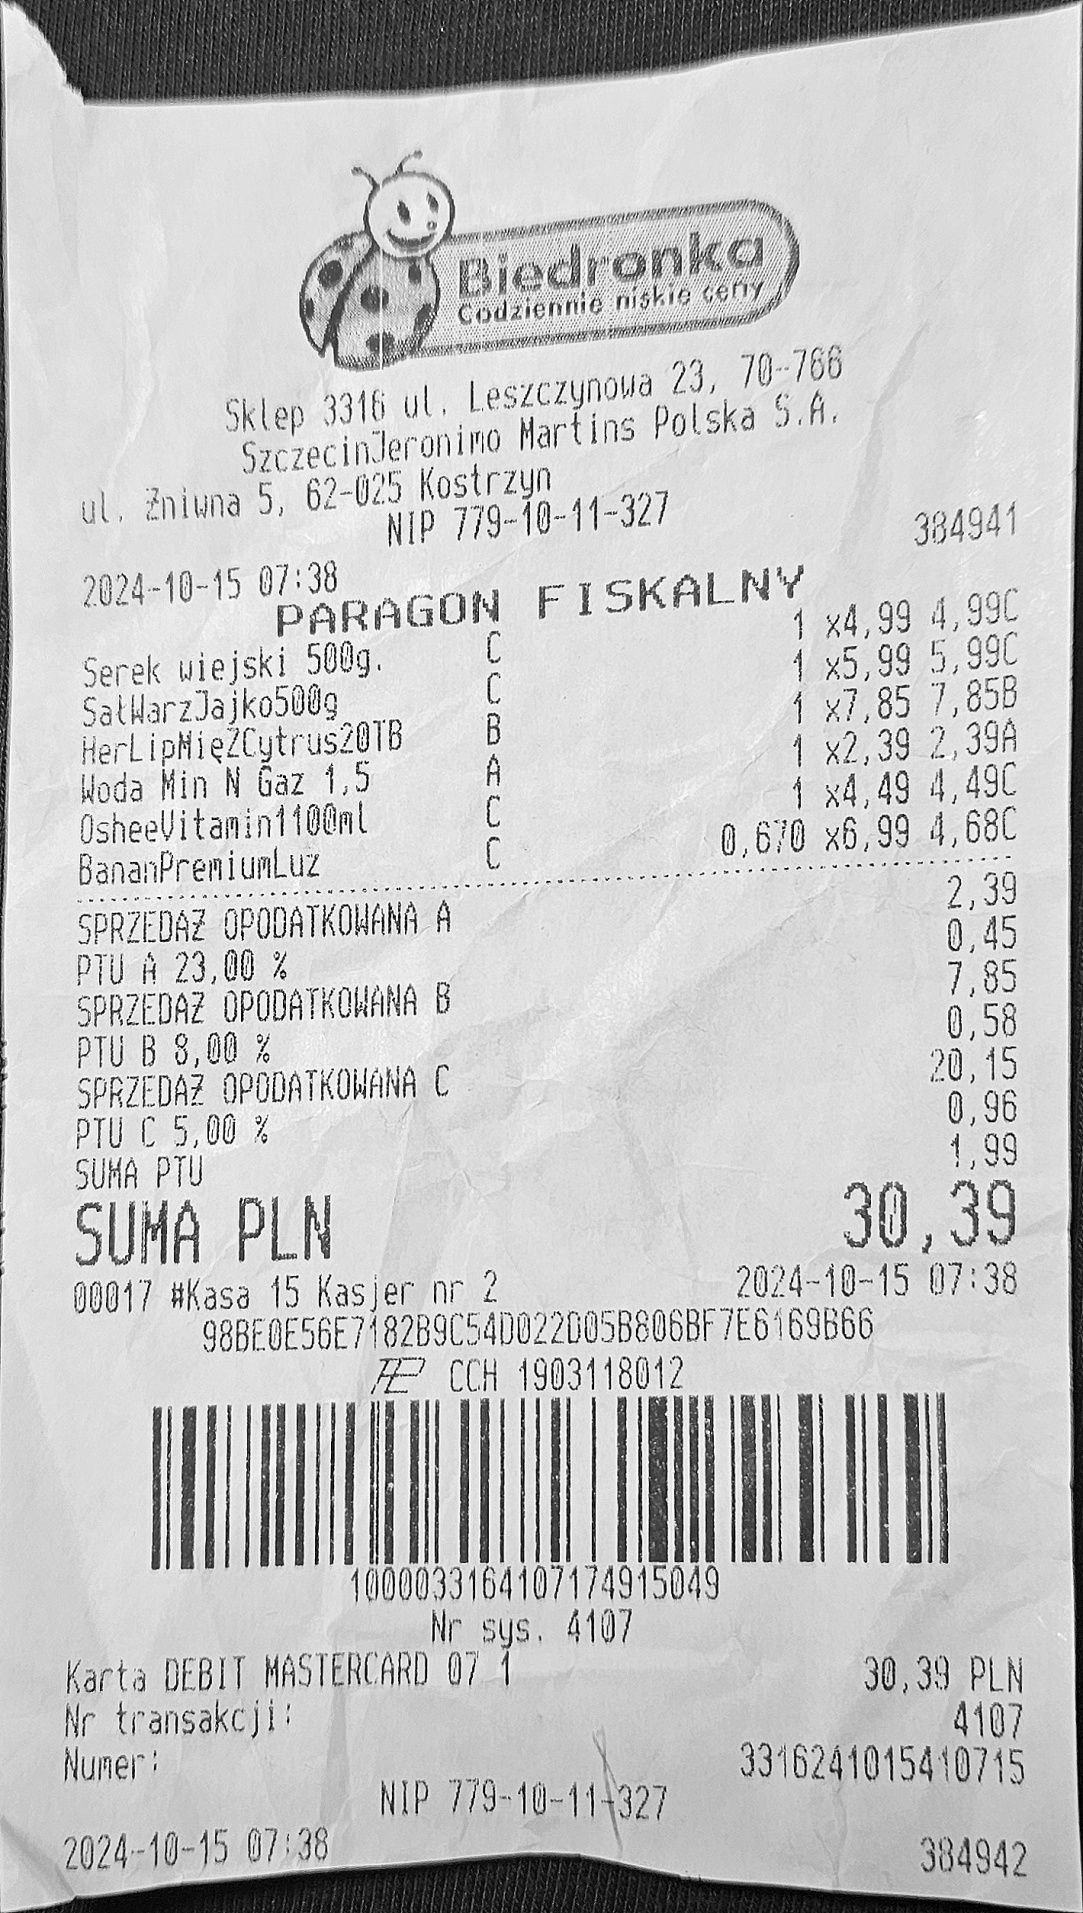 Biedronka
Codziennie niskie ceny
Sklep 3316 ul. Leszczynowa 23, 70-766
SzczecinJeronimo Martins Polska S.A.
ul. Żniwna 5, 62-025 Kostrzyn
NIP 779-10-11-327
2024-10-15 07:38 384941
PARAGON FISKALNY
Serek wiejski 500g. C 1 x4,99 4,99C
SałWarzJajko500g C 1 x5,99 5,99C
HerLipMięZCytrus20TB B 1 x7,85 7,85B
Woda Min N Gaz 1,5 A 1 x2,39 2,39A
OsheeVitamin1100ml C 1 x4,49 4,49C
BananPremiumLuz C 0,670 x6,99 4,68C
SPRZEDAŻ OPODATKOWANA A 2,39
PTU A 23,00 % 0,45
SPRZEDAŻ OPODATKOWANA B 7,85
PTU B 8,00 % 0,58
SPRZEDAŻ OPODATKOWANA C 20,15
PTU C 5,00 % 0,96
SUMA PTU 1,99
SUMA PLN 30,39
00017 #Kasa 15 Kasjer nr 2 2024-10-15 07:38
98BE0E56E7182B9C54D022D05B806BF7E6169B66
CCH 1903118012
1000033164107174915049
Nr sys. 4107
Karta DEBIT MASTERCARD 07 1 30,39 PLN
Nr transakcji: 4107
Numer: 3316241015410715
NIP 779-10-11-327
2024-10-15 07:38 384942